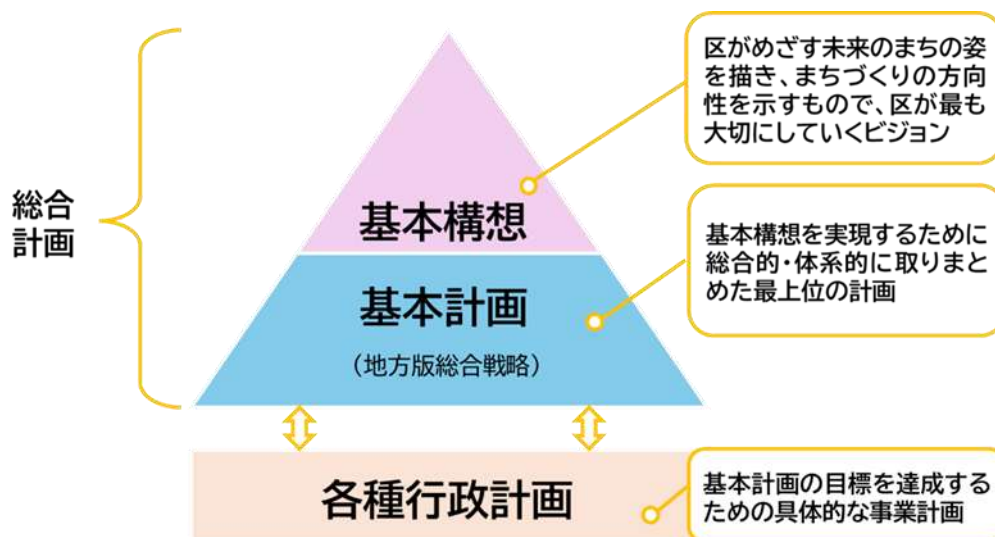 総合
計画
基本構想
区がめざす未来のまちの姿
を描き、まちづくりの方向
性を示すもので、区が最も
大切にしていくビジョン
基本計画
（地方版総合戦略）
基本構想を実現するために
総合的・体系的に取りまと
めた最上位の計画
各種行政計画
基本計画の目標を達成する
ための具体的な事業計画